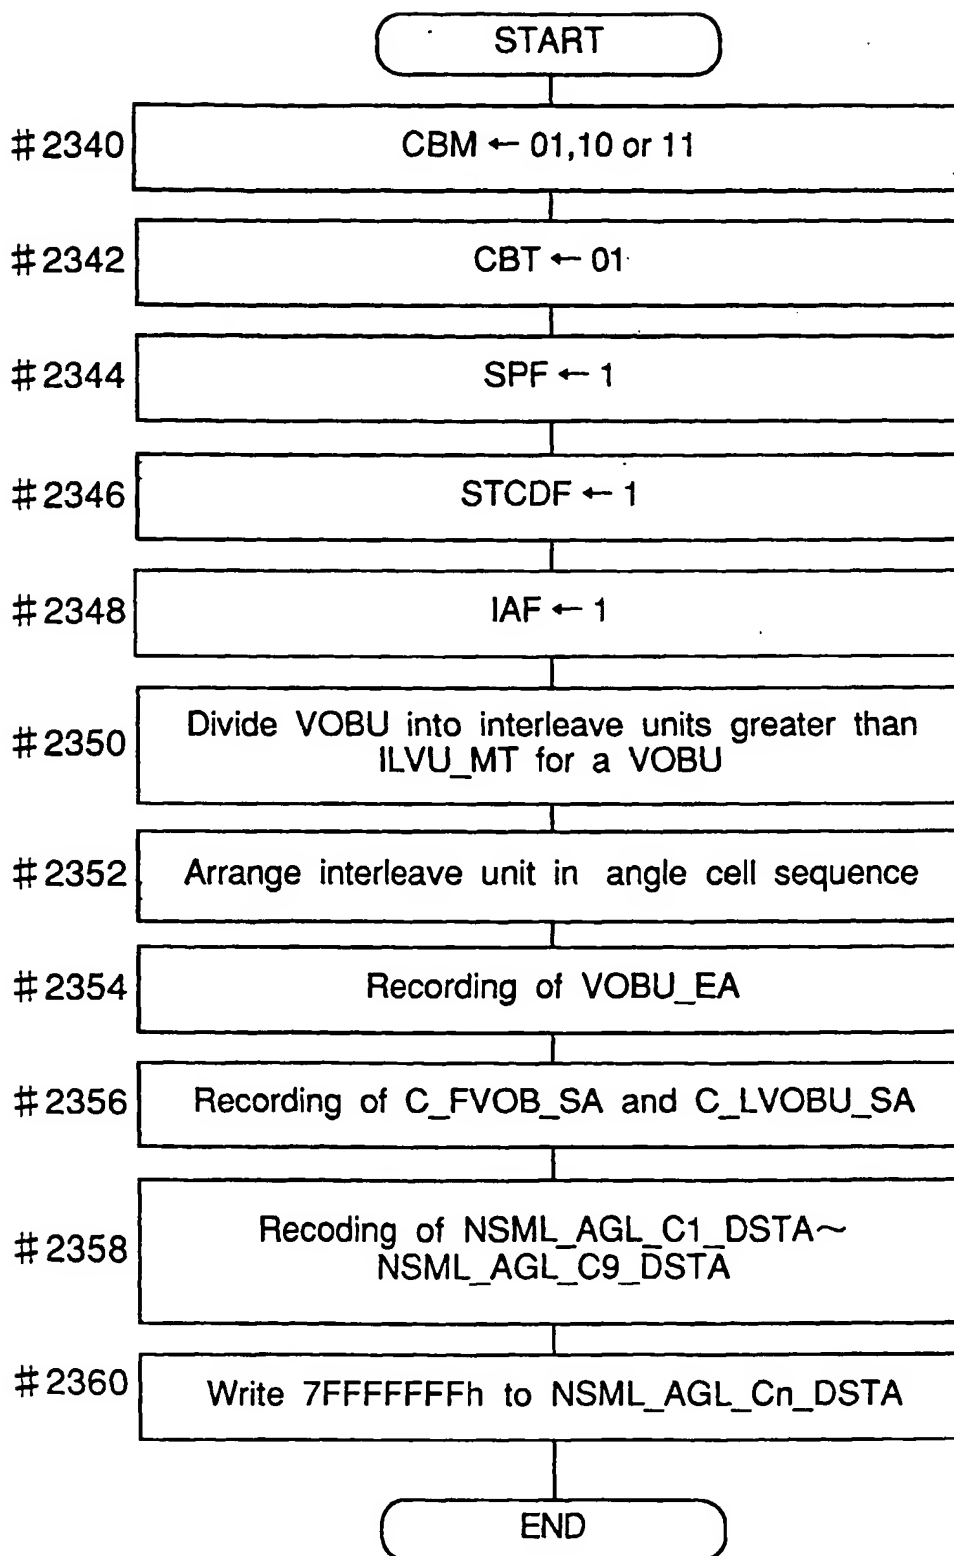 START
#2340
CBM ← 01,10 or 11
#2342
CBT ← 01
#2344
SPF ← 1
#2346
STCDF ← 1
#2348
IAF ← 1
#2350
Divide VOBU into interleave units greater than
ILVU_MT for a VOBU
#2352
Arrange interleave unit in angle cell sequence
#2354
Recording of VOBU_EA
#2356
Recording of C_FVOB_SA and C_LVOBU_SA
#2358
Recoding of NSML_AGL_C1_DSTA~
NSML_AGL_C9_DSTA
#2360
Write 7FFFFFFFh to NSML_AGL_Cn_DSTA
END